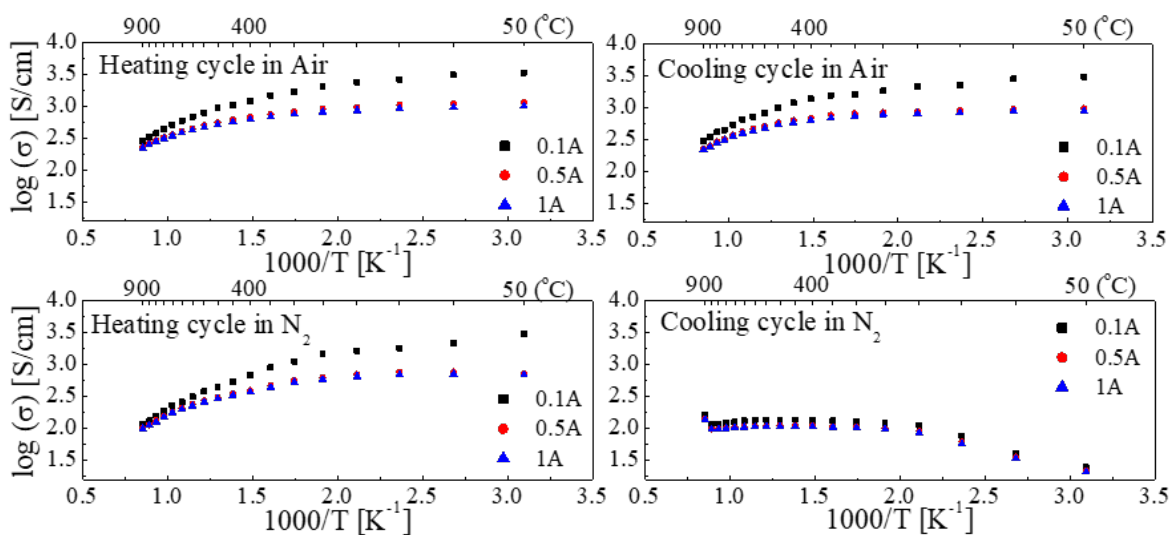 900 400 50 (°C)
Heating cycle in Air
log (σ) [S/cm]
4.0
3.5
3.0
2.5
2.0
1.5
0.1A
0.5A
1A
0.5 1.0 1.5 2.0 2.5 3.0 3.5
1000/T [K⁻¹]
900 400 50 (°C)
Cooling cycle in Air
4.0
3.5
3.0
2.5
2.0
1.5
0.1A
0.5A
1A
0.5 1.0 1.5 2.0 2.5 3.0 3.5
1000/T [K⁻¹]
900 400 50 (°C)
Heating cycle in N₂
log (σ) [S/cm]
4.0
3.5
3.0
2.5
2.0
1.5
0.1A
0.5A
1A
0.5 1.0 1.5 2.0 2.5 3.0 3.5
1000/T [K⁻¹]
900 400 50 (°C)
Cooling cycle in N₂
4.0
3.5
3.0
2.5
2.0
1.5
0.1A
0.5A
1A
0.5 1.0 1.5 2.0 2.5 3.0 3.5
1000/T [K⁻¹]